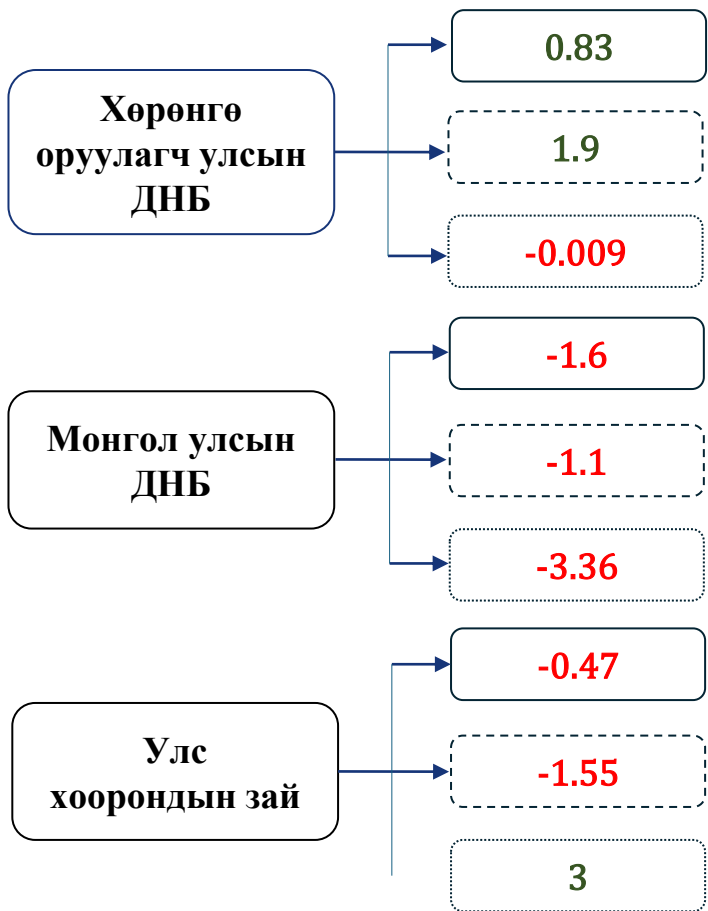 Хөрөнгө
оруулагч улсын
ДНБ
0.83
1.9
-0.009
Монгол улсын
ДНБ
-1.6
-1.1
-3.36
Улс
хоорондын зай
-0.47
-1.55
3